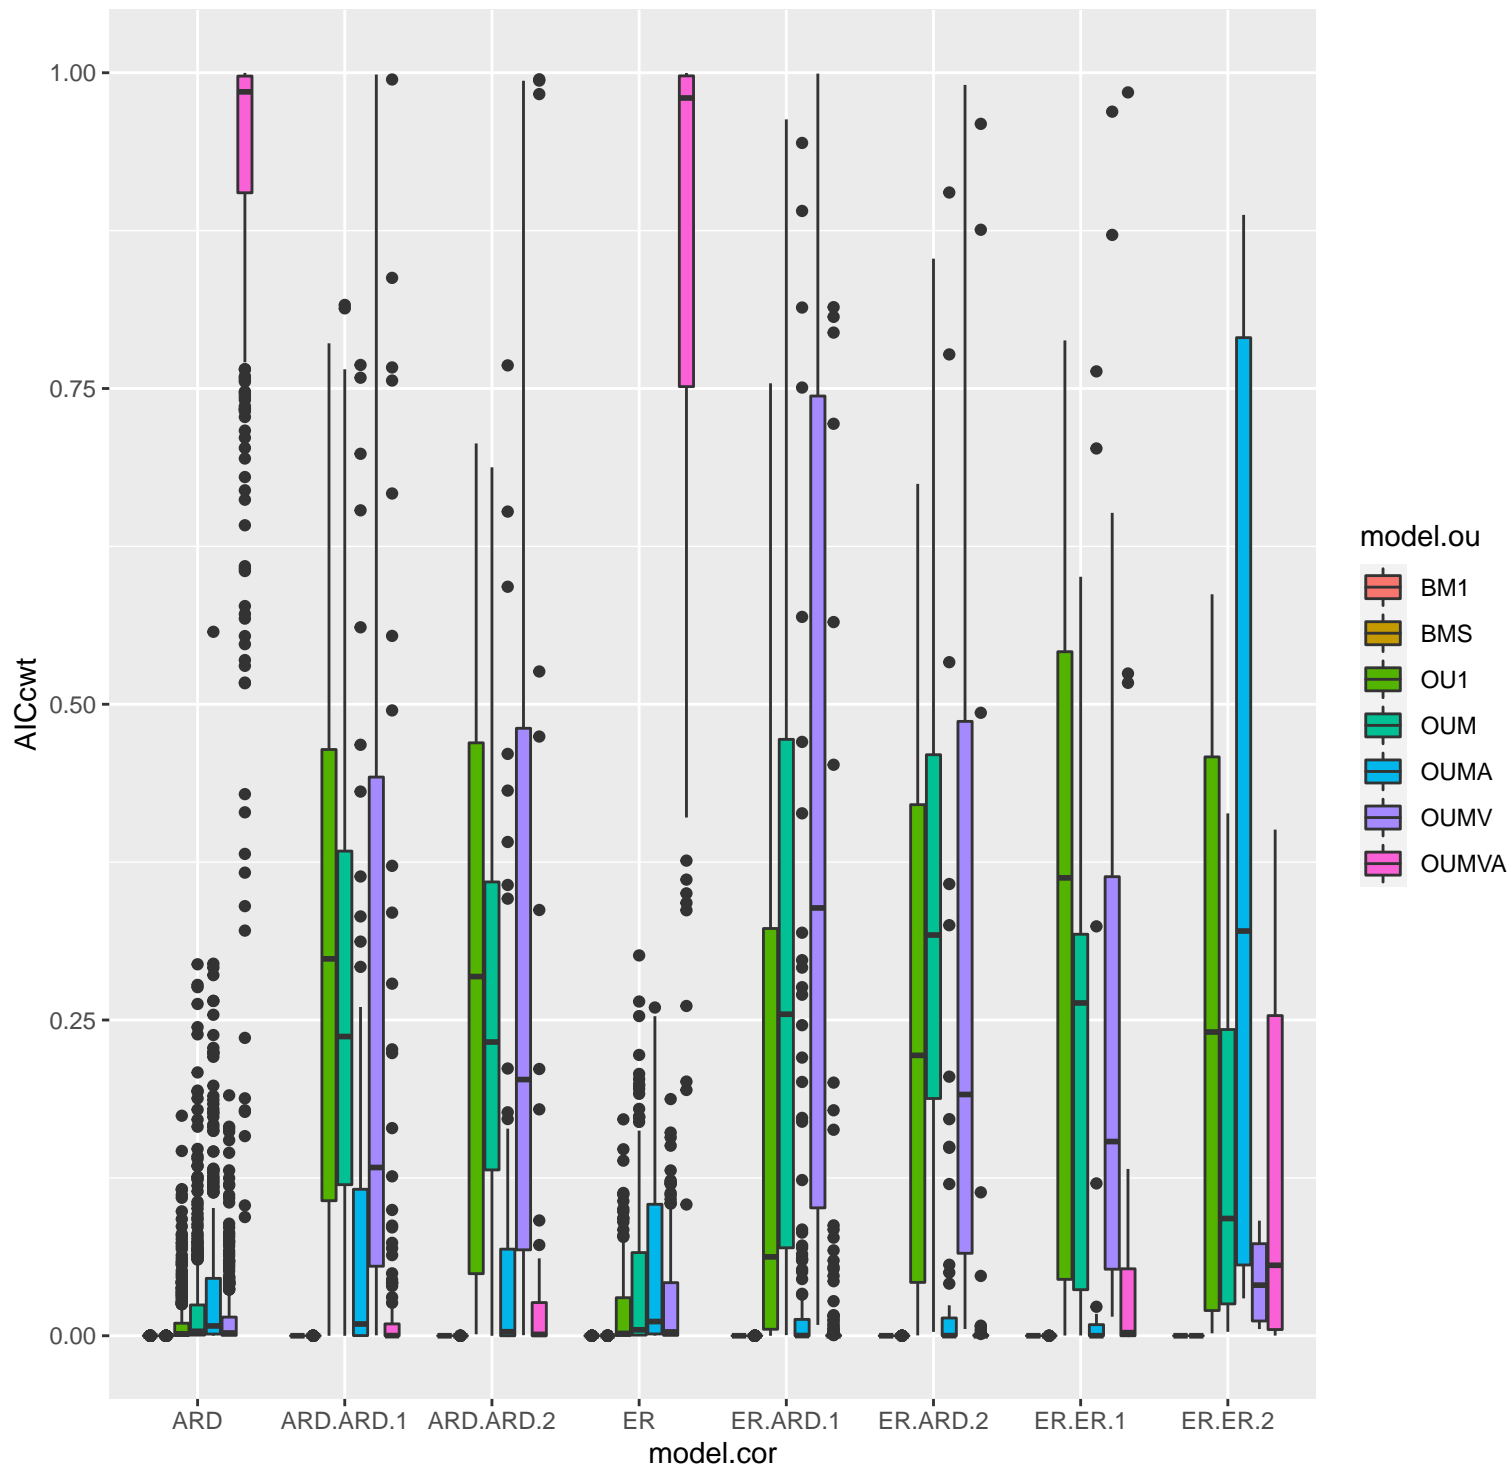 1.00
0.75
0.50
0.25
0.00
AICcwt
ARD
ARD.ARD.1
ARD.ARD.2
ER
ER.ARD.1
ER.ARD.2
ER.ER.1
ER.ER.2
model.cor
model.ou
BM1
BMS
OU1
OUM
OUMA
OUMV
OUMVA